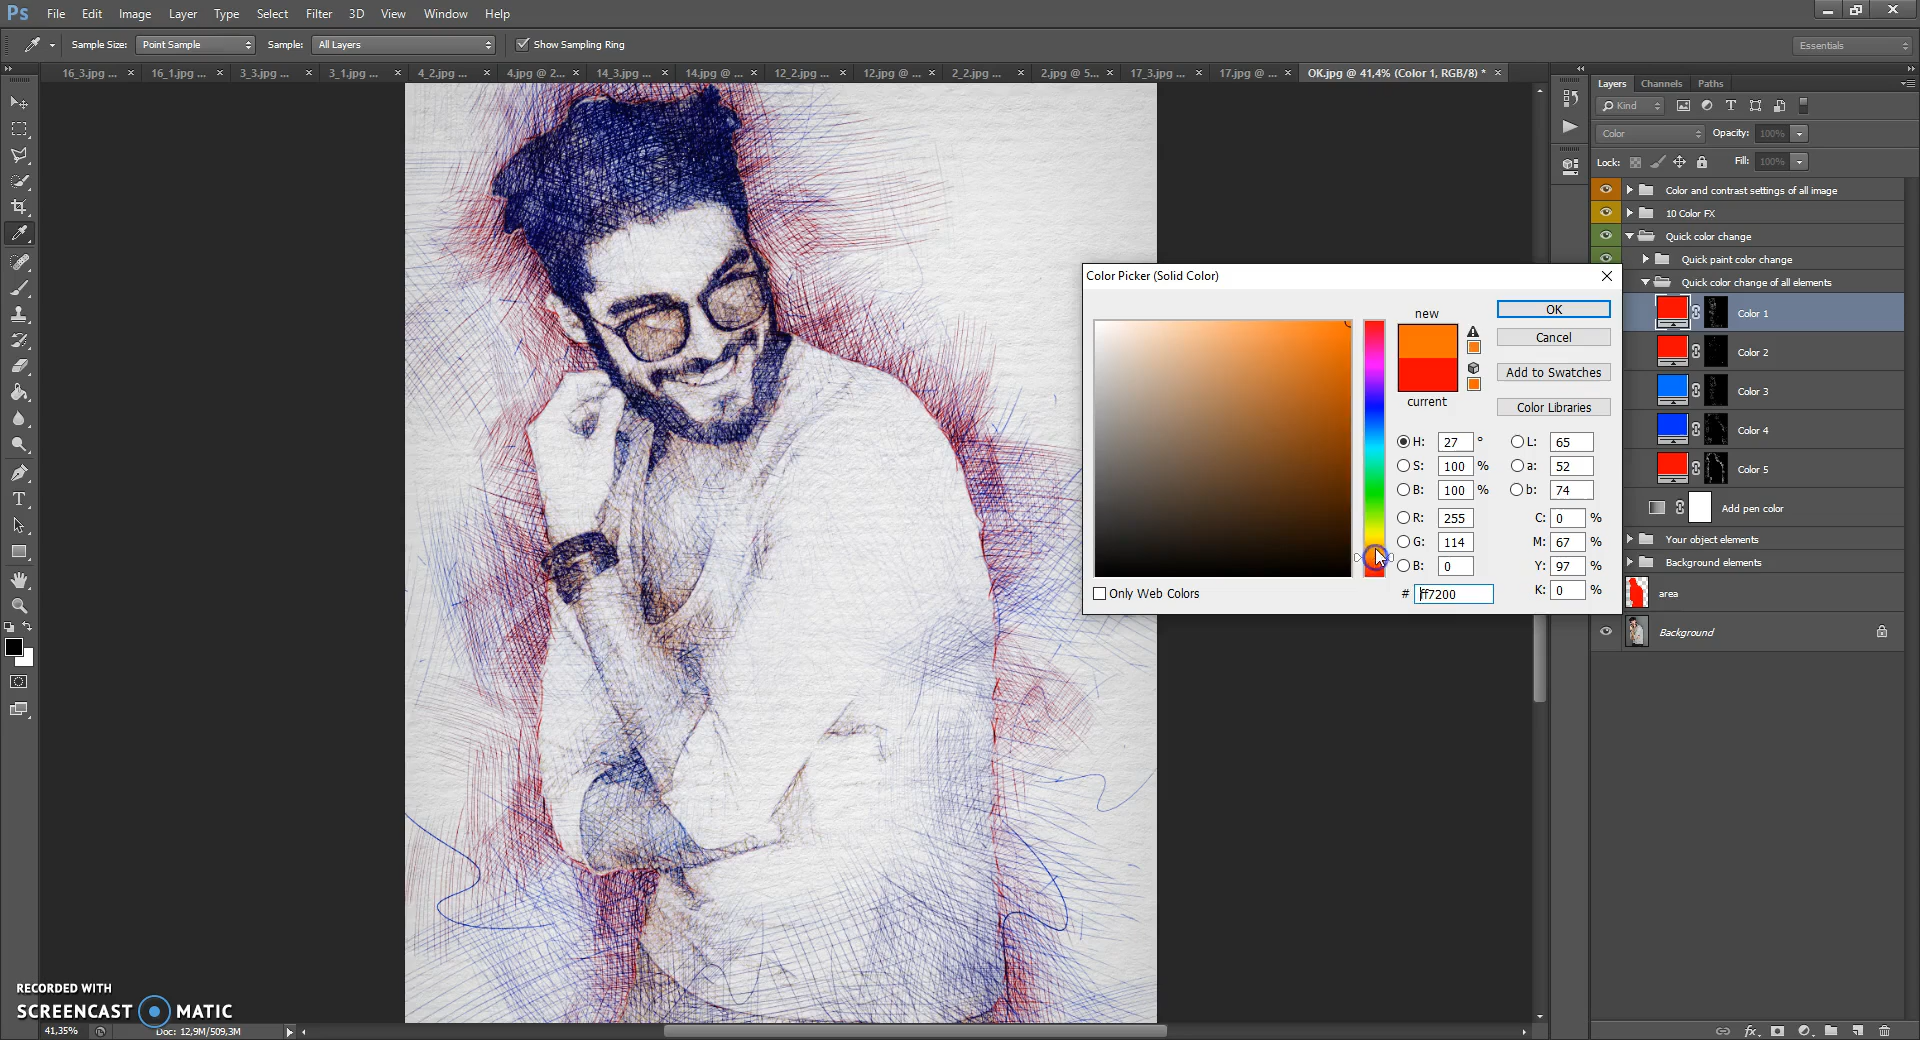 Ps File Edit Image Layer Type Select Filter 3D View Window Help
Sample Size: Point Sample Sample: All Layers Show Sampling Ring Essentials
16_3.jpg ... × 16_1.jpg ... × 3_3.jpg ... × 3_1.jpg ... × 4_2.jpg ... × 4.jpg @ 2... × 14_3.jpg ... × 14.jpg @ ... × 12_2.jpg ... × 12.jpg @ ... × 2_2.jpg ... × 2.jpg @ 5... × 17_3.jpg ... × 17.jpg @ ... × OK.jpg @ 41,4% (Color 1, RGB/8) * ×
Layers Channels Paths
Kind
Color Opacity: 100%
Lock: Fill: 100%
Color and contrast settings of all image
10 Color FX
Quick color change
Quick paint color change
Quick color change of all elements
Color 1
Color 2
Color 3
Color 4
Color 5
Add pen color
Your object elements
Background elements
area
Background
Color Picker (Solid Color)
new
current
OK
Cancel
Add to Swatches
Color Libraries
H: 27 ° L: 65
S: 100 % a: 52
B: 100 % b: 74
R: 255 C: 0 %
G: 114 M: 67 %
B: 0 Y: 97 %
# ff7200 K: 0 %
Only Web Colors
RECORDED WITH
SCREENCAST MATIC
41,35% Doc: 12,9M/509,3M
fx